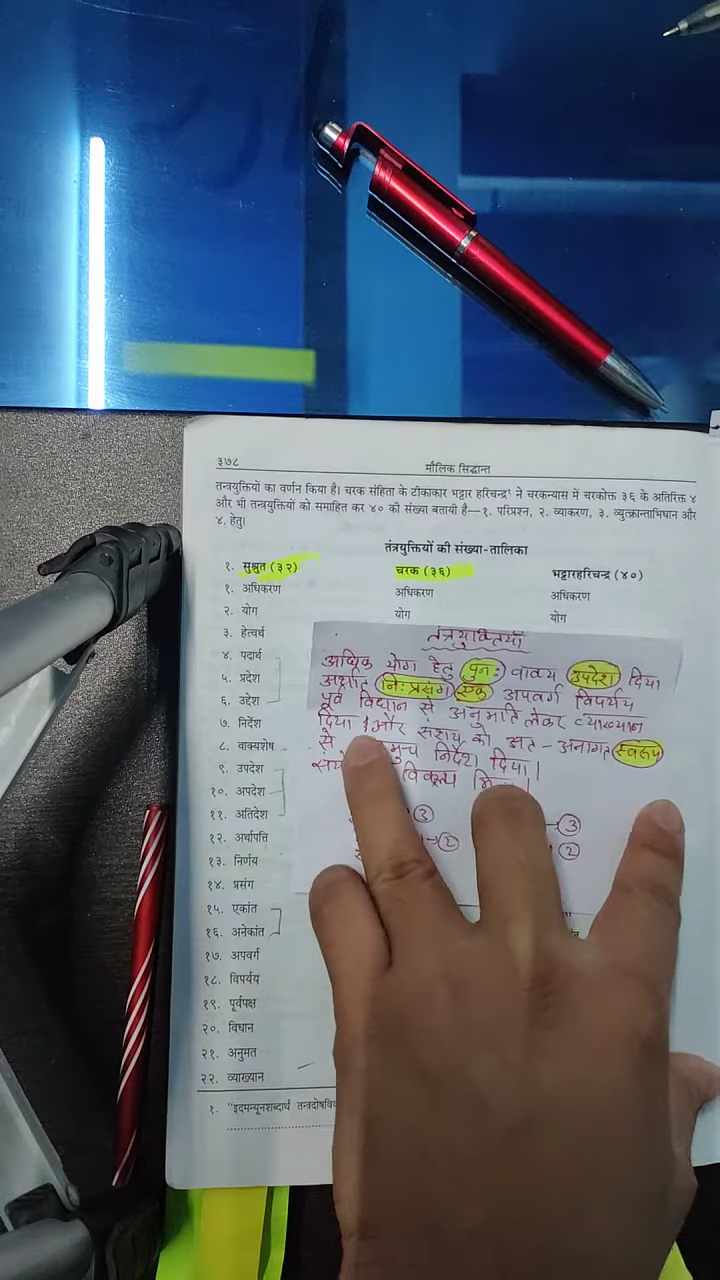 ३७८ मौलिक सिद्धान्त
तन्त्रयुक्तियों का वर्णन किया है। चरक संहिता के टीकाकार भट्टार हरिचन्द्र¹ ने चरकन्यास में चरकोक्त ३६ के अतिरिक्त ४
और भी तन्त्रयुक्तियों को समाहित कर ४० की संख्या बतायी है—१. परिप्रश्न, २. व्याकरण, ३. व्युत्क्रान्ताभिधान और
४. हेतु।
तंत्रयुक्तियों की संख्या-तालिका
१. सुश्रुत (३२) चरक (३६) भट्टारहरिचन्द्र (४०)
१. अधिकरण अधिकरण अधिकरण
२. योग योग योग
३. हेत्वर्थ
४. पदार्थ
५. प्रदेश
६. उद्देश
७. निर्देश
८. वाक्यशेष
९. उपदेश
१०. अपदेश
११. अतिदेश
१२. अर्थापत्ति
१३. निर्णय
१४. प्रसंग
१५. एकांत
१६. अनेकांत
१७. अपवर्ग
१८. विपर्यय
१९. पूर्वपक्ष
२०. विधान
२१. अनुमत
२२. व्याख्यान
तंत्रयुक्तियाँ
योग हेतु पुनः वाक्य उपदेश दिया
अर्थात नि: प्रसंग एक अपवर्ग विपर्यय
पूर्व विधान से अनुमति लेकर व्याख्यान
दिया और संशय को अत - अनागत स्वरूप
से निर्देश दिया।
विकल्प
३ ३
२ २
१. "इदमन्यूनशब्दार्थ